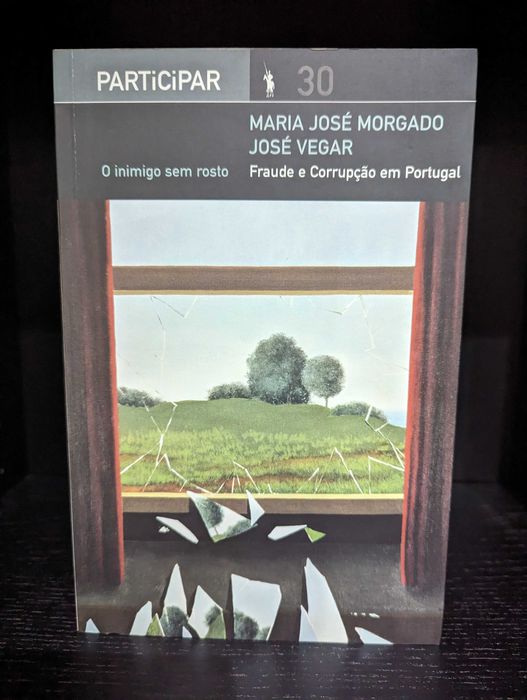 PARTiCiPAR 30
MARIA JOSÉ MORGADO
JOSÉ VEGAR
O inimigo sem rosto Fraude e Corrupção em Portugal